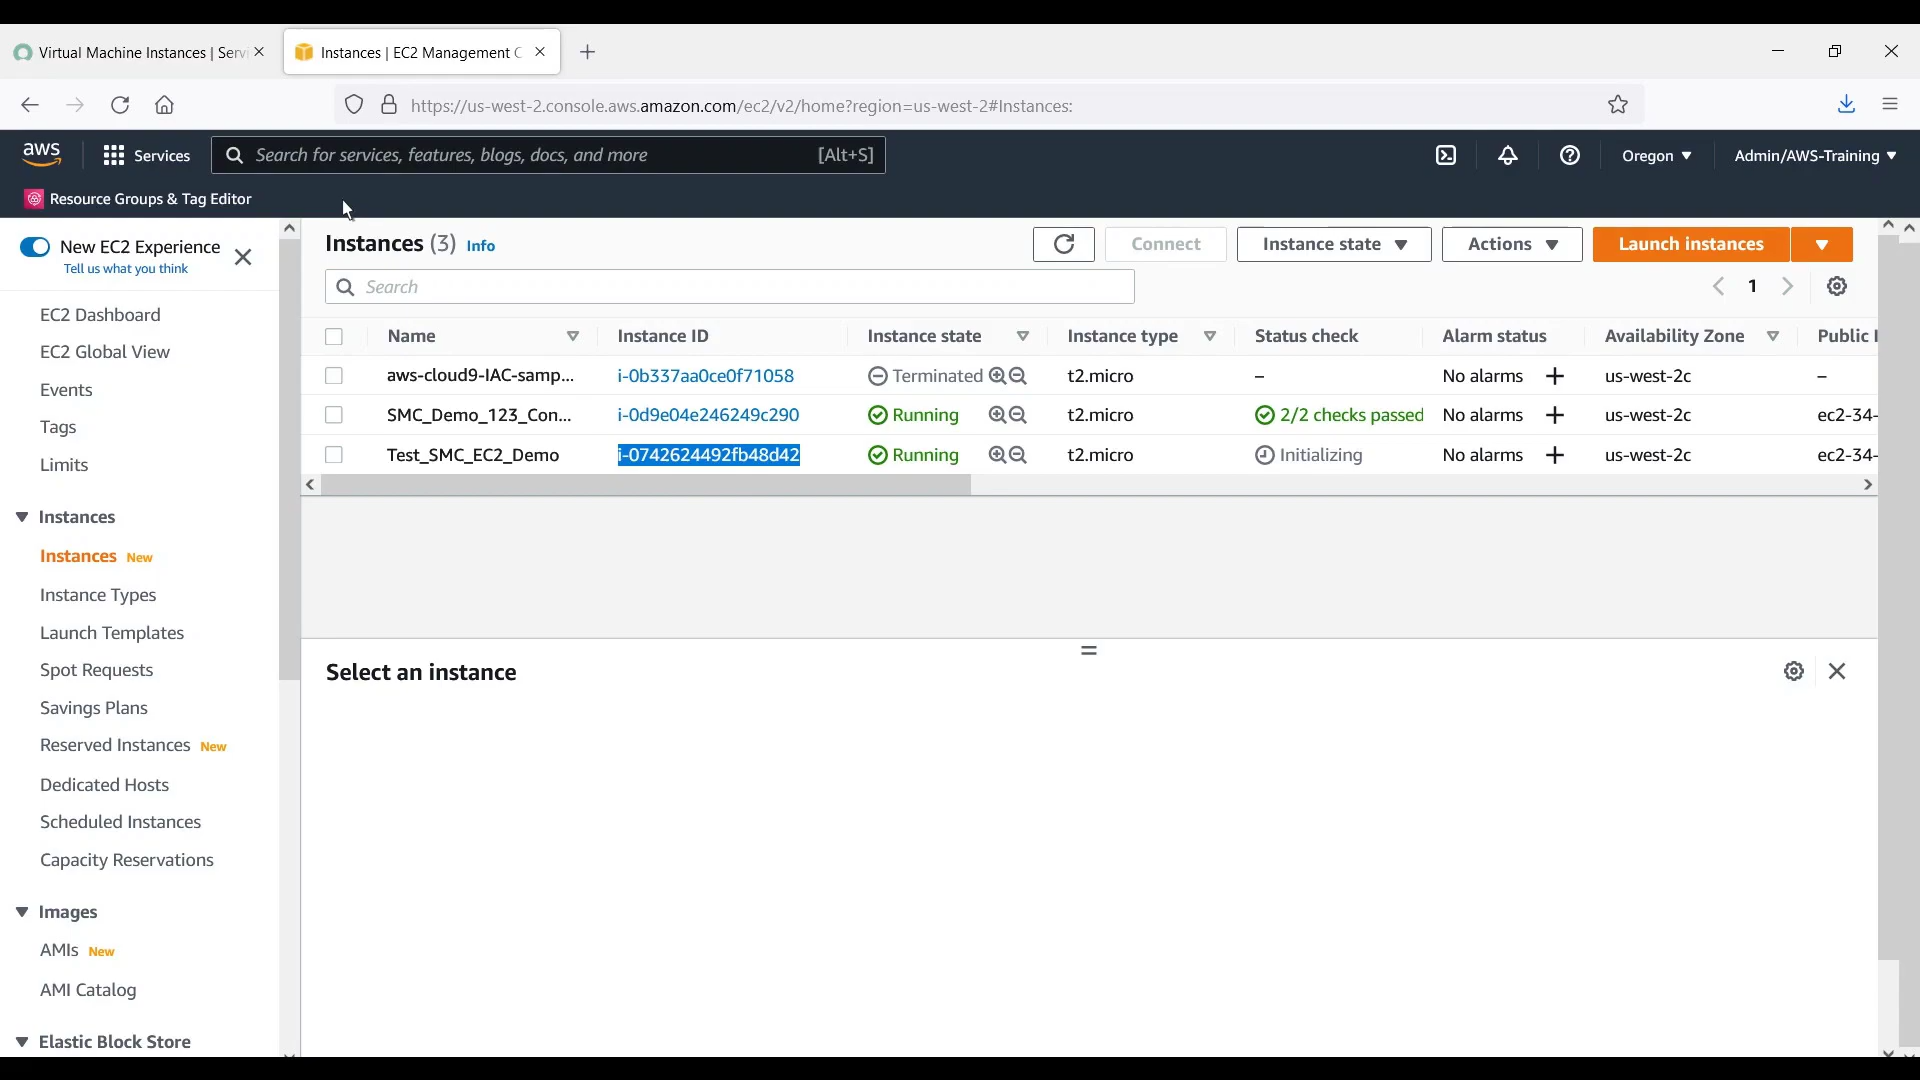 Virtual Machine Instances | Servi
Instances | EC2 Management C
https://us-west-2.console.aws.amazon.com/ec2/v2/home?region=us-west-2#Instances:
aws
Services
Search for services, features, blogs, docs, and more
[Alt+S]
Oregon
Admin/AWS-Training
Resource Groups & Tag Editor
New EC2 Experience
Tell us what you think
EC2 Dashboard
EC2 Global View
Events
Tags
Limits
Instances
Instances New
Instance Types
Launch Templates
Spot Requests
Savings Plans
Reserved Instances New
Dedicated Hosts
Scheduled Instances
Capacity Reservations
Images
AMIs New
AMI Catalog
Elastic Block Store
Instances (3) Info
Connect
Instance state
Actions
Launch instances
Search
1
Name Instance ID Instance state Instance type Status check Alarm status Availability Zone Public I
aws-cloud9-IAC-samp... i-0b337aa0ce0f71058 Terminated t2.micro – No alarms + us-west-2c –
SMC_Demo_123_Con... i-0d9e04e246249c290 Running t2.micro 2/2 checks passed No alarms + us-west-2c ec2-34-
Test_SMC_EC2_Demo i-0742624492fb48d42 Running t2.micro Initializing No alarms + us-west-2c ec2-34-
Select an instance